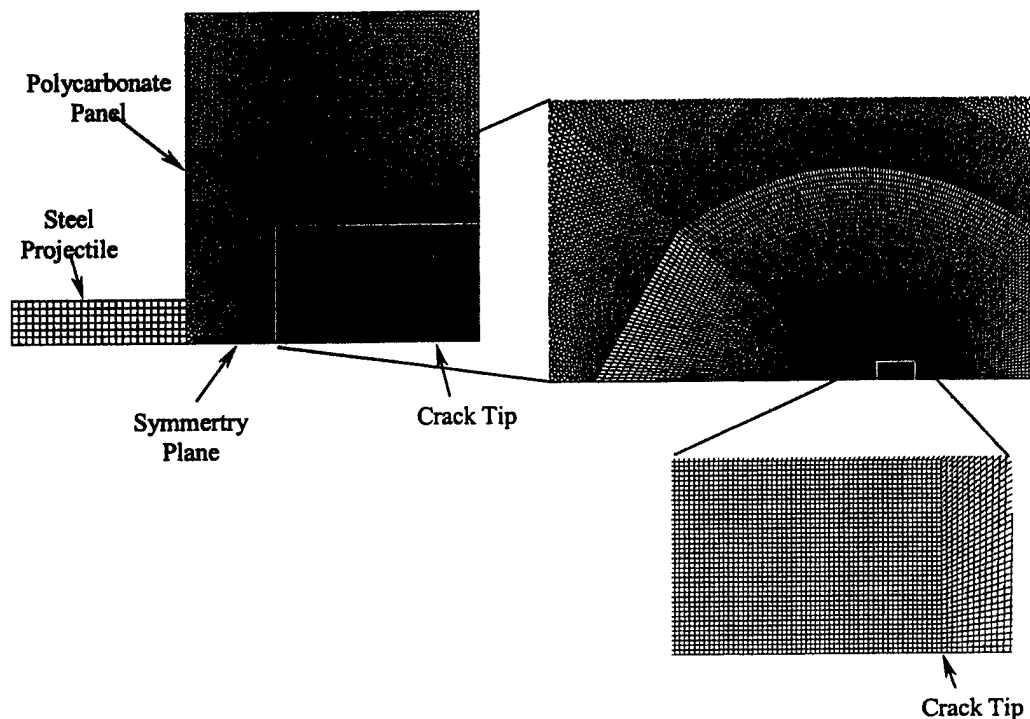 Polycarbonate
Panel
Steel
Projectile
Symmertry
Plane
Crack Tip
Crack Tip